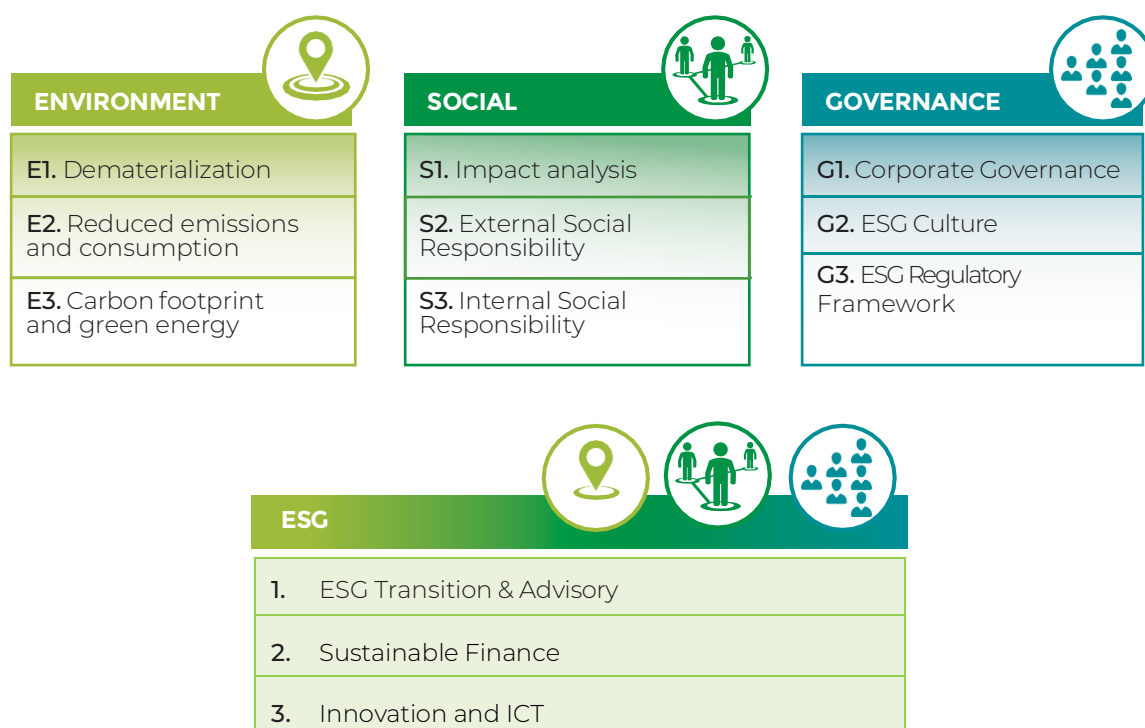 ENVIRONMENT
E1. Dematerialization
E2. Reduced emissions
and consumption
E3. Carbon footprint
and green energy
SOCIAL
S1. Impact analysis
S2. External Social
Responsibility
S3. Internal Social
Responsibility
GOVERNANCE
G1. Corporate Governance
G2. ESG Culture
G3. ESG Regulatory
Framework
ESG
1. ESG Transition & Advisory
2. Sustainable Finance
3. Innovation and ICT